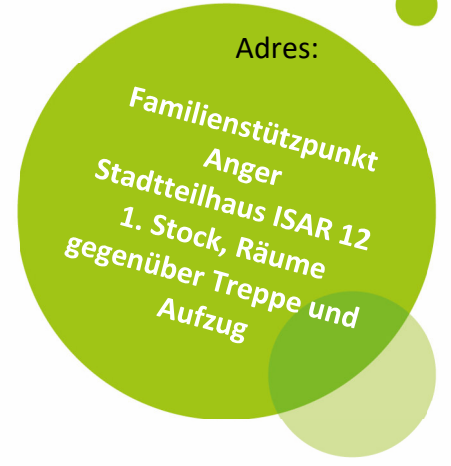 Adres:
Familienstützpunkt
Anger
Stadtteilhaus ISAR 12
1. Stock, Räume
gegenüber Treppe und
Aufzug